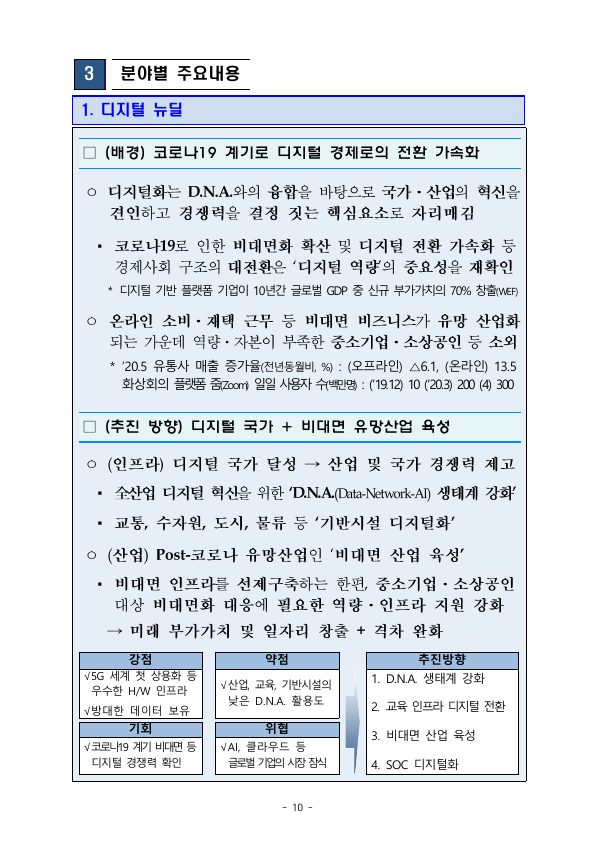 3 분야별 주요내용
1. 디지털 뉴딜
□ (배경) 코로나19 계기로 디지털 경제로의 전환 가속화
ㅇ 디지털화는 D.N.A.와의 융합을 바탕으로 국가・산업의 혁신을
견인하고 경쟁력을 결정 짓는 핵심요소로 자리매김
▪ 코로나19로 인한 비대면화 확산 및 디지털 전환 가속화 등
경제사회 구조의 대전환은 ‘디지털 역량’의 중요성을 재확인
* 디지털 기반 플랫폼 기업이 10년간 글로벌 GDP 중 신규 부가가치의 70% 창출(WEF)
ㅇ 온라인 소비・재택 근무 등 비대면 비즈니스가 유망 산업화
되는 가운데 역량・자본이 부족한 중소기업・소상공인 등 소외
* ’20.5 유통사 매출 증가율(전년동월비, %) : (오프라인) △6.1, (온라인) 13.5
화상회의 플랫폼 줌(Zoom) 일일 사용자 수(백만명) : (’19.12) 10 (’20.3) 200 (4) 300
□ (추진 방향) 디지털 국가 + 비대면 유망산업 육성
ㅇ (인프라) 디지털 국가 달성 → 산업 및 국가 경쟁력 제고
▪ 全산업 디지털 혁신을 위한 ‘D.N.A.(Data-Network-AI) 생태계 강화’
▪ 교통, 수자원, 도시, 물류 등 ‘기반시설 디지털화’
ㅇ (산업) Post-코로나 유망산업인 ‘비대면 산업 육성’
▪ 비대면 인프라를 선제구축하는 한편, 중소기업・소상공인
대상 비대면화 대응에 필요한 역량・인프라 지원 강화
→ 미래 부가가치 및 일자리 창출 + 격차 완화
강점
√5G 세계 첫 상용화 등
우수한 H/W 인프라
√방대한 데이터 보유
약점
√산업, 교육, 기반시설의
낮은 D.N.A. 활용도
기회
√코로나19 계기 비대면 등
디지털 경쟁력 확인
위협
√AI, 클라우드 등
글로벌 기업의 시장 잠식
추진방향
1. D.N.A. 생태계 강화
2. 교육 인프라 디지털 전환
3. 비대면 산업 육성
4. SOC 디지털화
- 10 -